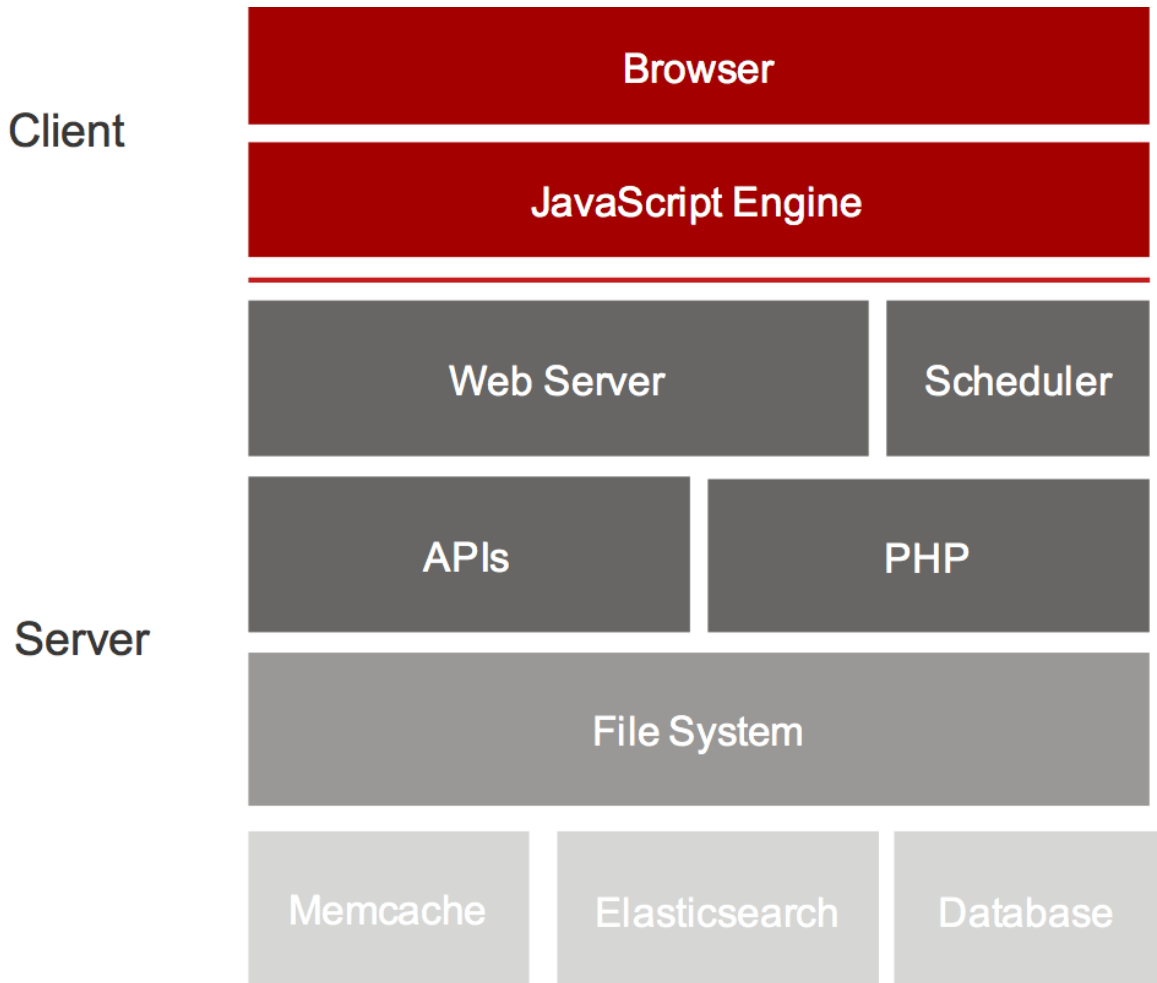 Browser
Client
JavaScript Engine
Web Server
Scheduler
APIs
PHP
Server
File System
Memcache
Elasticsearch
Database